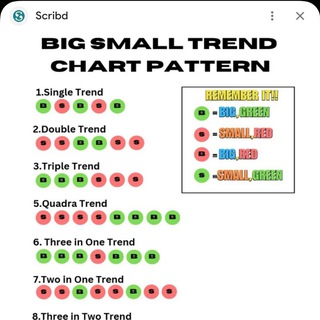 Scribd
BIG SMALL TREND
CHART PATTERN
1.Single Trend
B S B S B
2.Double Trend
S S B B S S
3.Triple Trend
B B B S S S
5.Quadra Trend
S S S S B B B B
6. Three in One Trend
B B B S B B B
7.Two in One Trend
S S B S S B S S
8.Three in Two Trend
REMEMBER IT!!
B = BIG, GREEN
S = SMALL, RED
B = BIG, RED
S = SMALL, GREEN